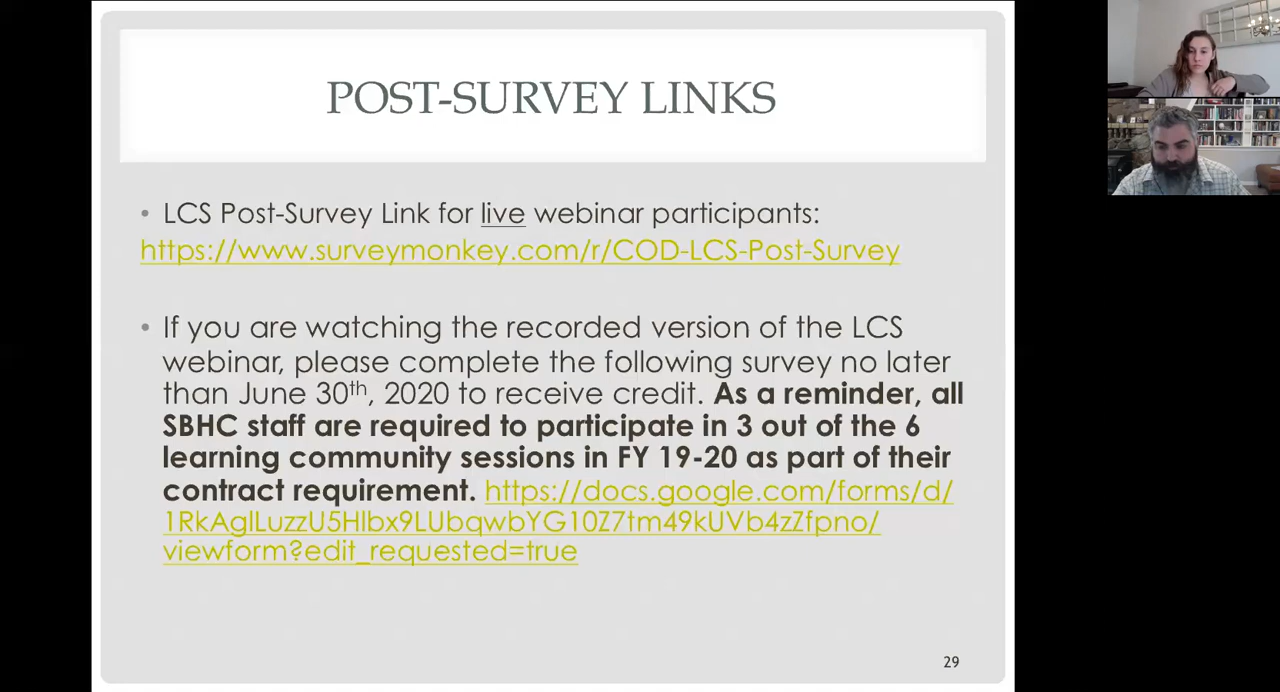 POST-SURVEY LINKS
• LCS Post-Survey Link for live webinar participants:
https://www.surveymonkey.com/r/COD-LCS-Post-Survey
• If you are watching the recorded version of the LCS
webinar, please complete the following survey no later
than June 30th, 2020 to receive credit. As a reminder, all
SBHC staff are required to participate in 3 out of the 6
learning community sessions in FY 19-20 as part of their
contract requirement. https://docs.google.com/forms/d/
1RkAglLuzzU5Hlbx9LUbqwbYG10Z7tm49kUVb4zZfpno/
viewform?edit_requested=true
29